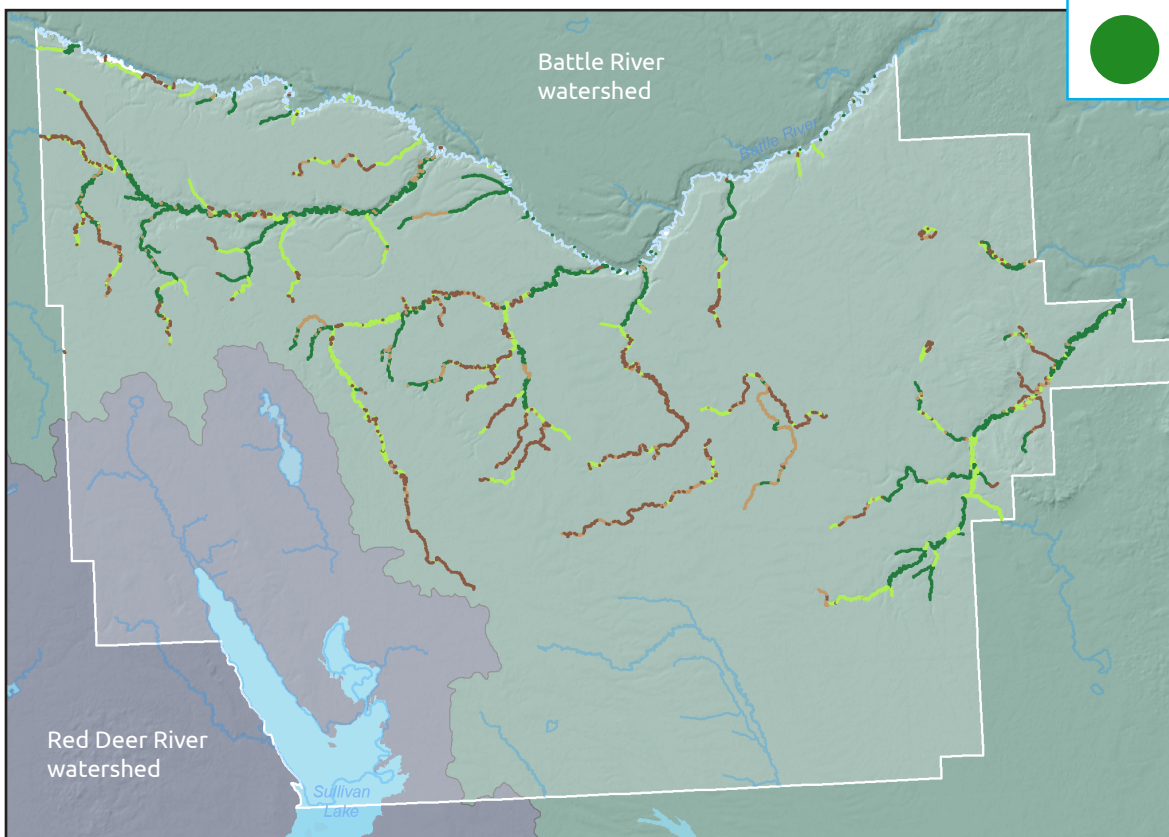 Battle River
watershed
Battle River
Red Deer River
watershed
Sullivan
Lake